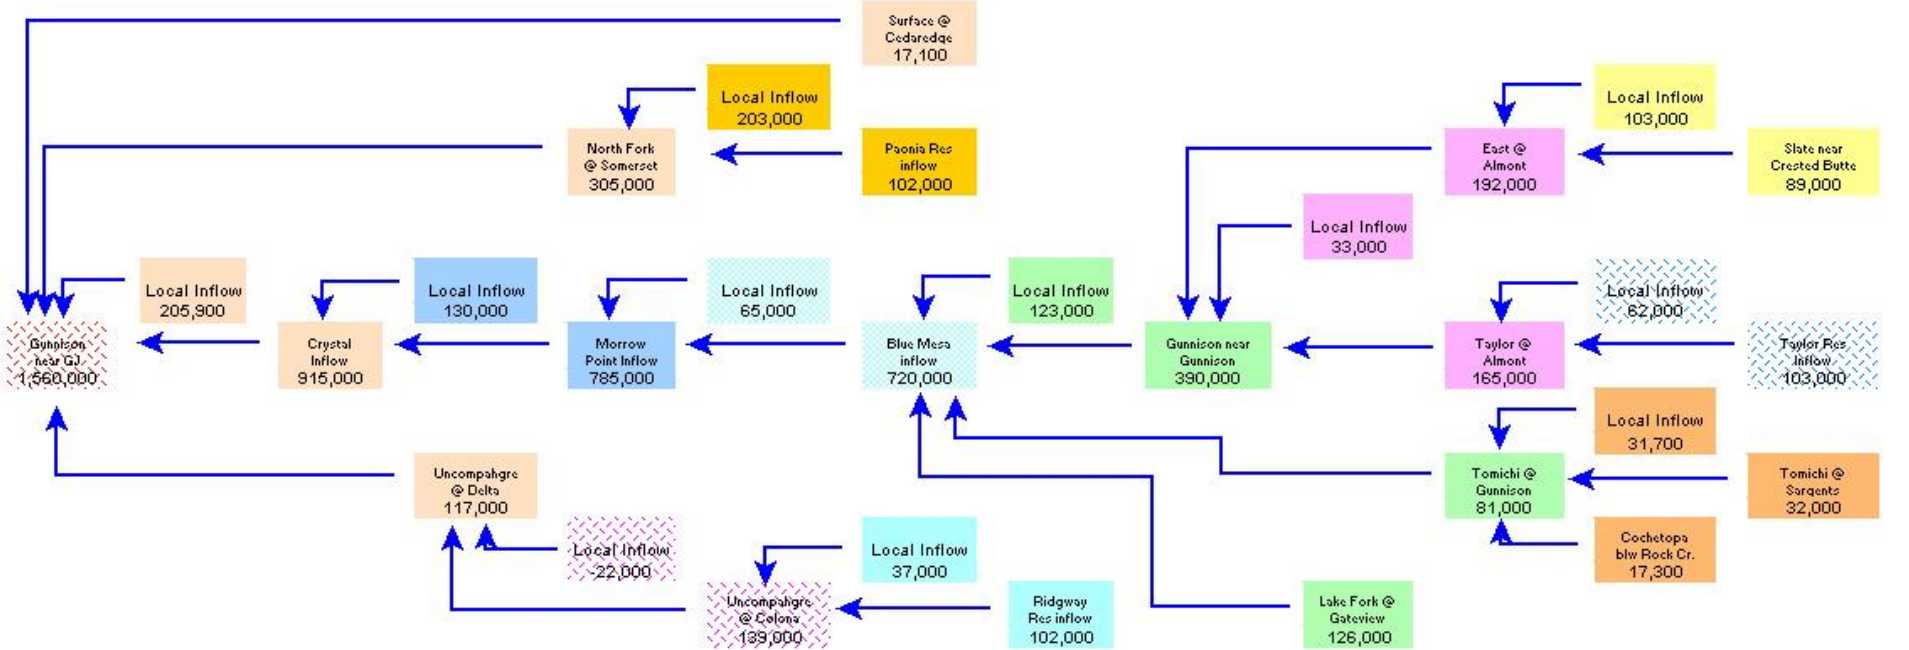 Surface @
Cedaredge
17,100
Local Inflow
203,000
Local Inflow
103,000
North Fork
@ Somerset
305,000
Paonia Res
inflow
102,000
East @
Almont
192,000
Slate near
Crested Butte
89,000
Local Inflow
33,000
Local Inflow
205,900
Local Inflow
130,000
Local Inflow
65,000
Local Inflow
123,000
Local Inflow
62,000
Gunnison
near GJ
1,560,000
Crystal
Inflow
915,000
Morrow
Point Inflow
785,000
Blue Mesa
inflow
720,000
Gunnison near
Gunnison
390,000
Taylor @
Almont
165,000
Taylor Res
Inflow
103,000
Local Inflow
31,700
Uncompahgre
@ Delta
117,000
Tomichi @
Gunnison
81,000
Tomichi @
Sargents
32,000
Local Inflow
-22,000
Local Inflow
37,000
Cochetopa
blw Rock Cr.
17,300
Uncompahgre
@ Colona
139,000
Ridgway
Res inflow
102,000
Lake Fork @
Gateview
126,000